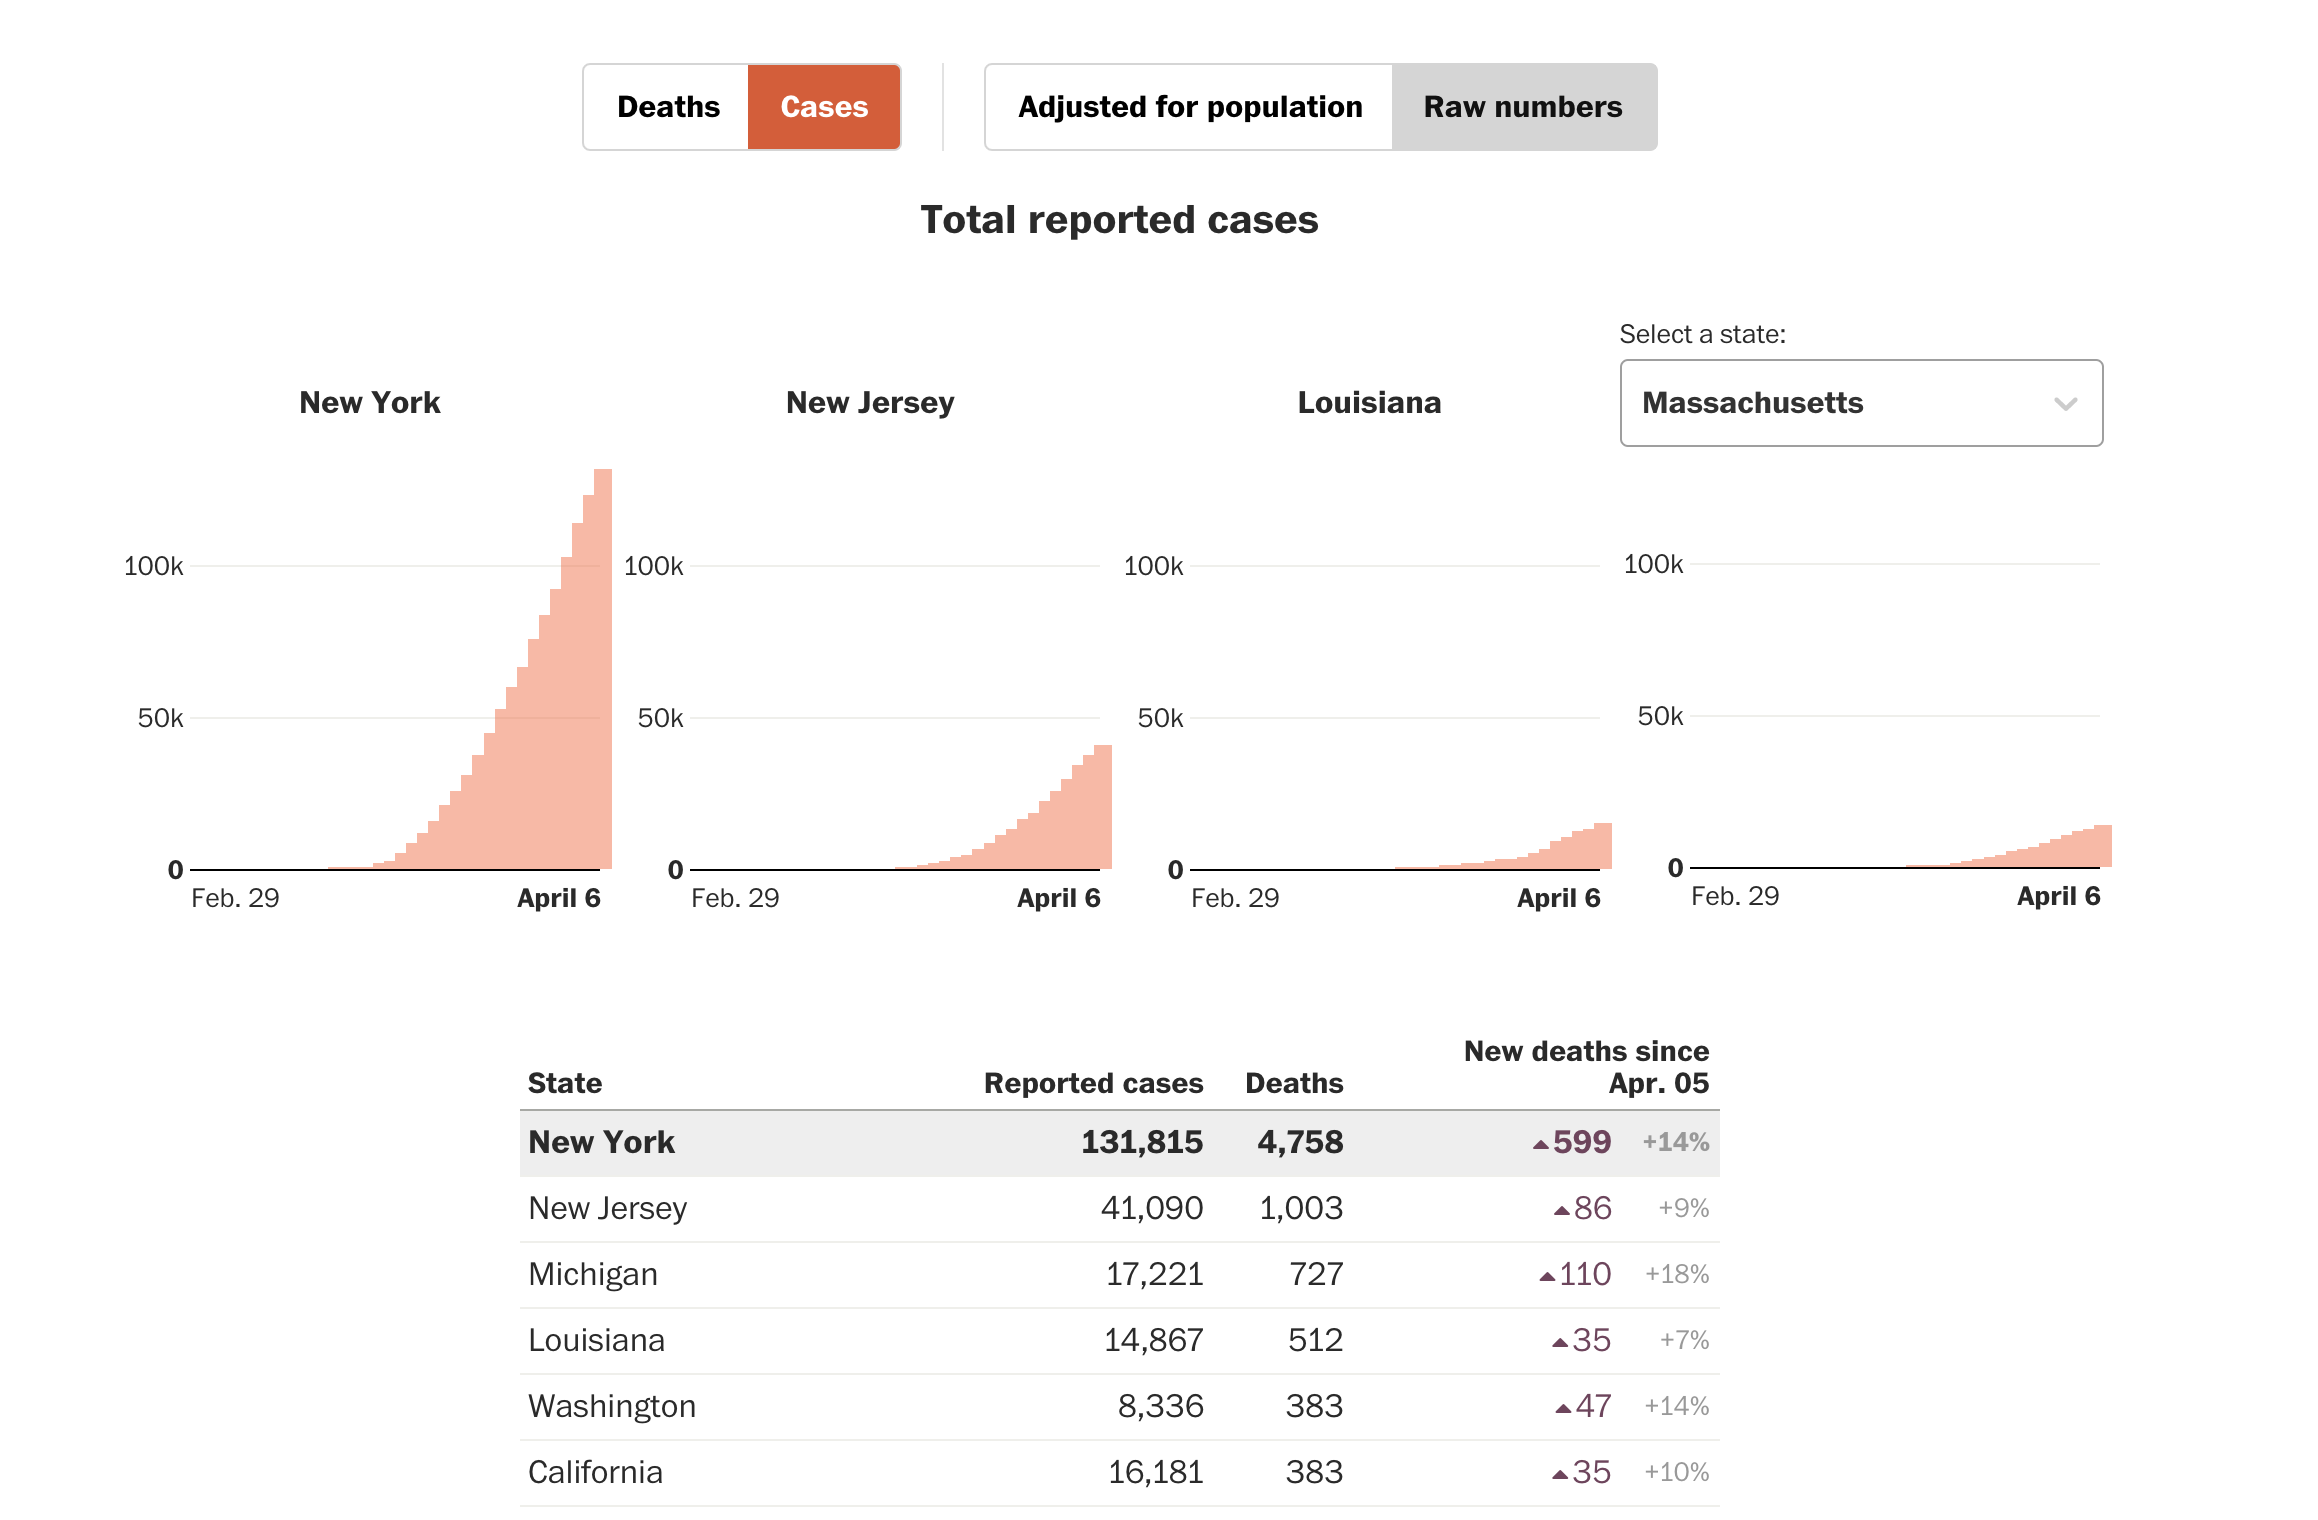 Deaths Cases Adjusted for population Raw numbers
Total reported cases
Select a state:
New York New Jersey Louisiana Massachusetts
100k 100k 100k 100k
50k 50k 50k 50k
0 0 0 0
Feb. 29 April 6 Feb. 29 April 6 Feb. 29 April 6 Feb. 29 April 6
New deaths since
State Reported cases Deaths Apr. 05
New York 131,815 4,758 ▲599 +14%
New Jersey 41,090 1,003 ▲86 +9%
Michigan 17,221 727 ▲110 +18%
Louisiana 14,867 512 ▲35 +7%
Washington 8,336 383 ▲47 +14%
California 16,181 383 ▲35 +10%